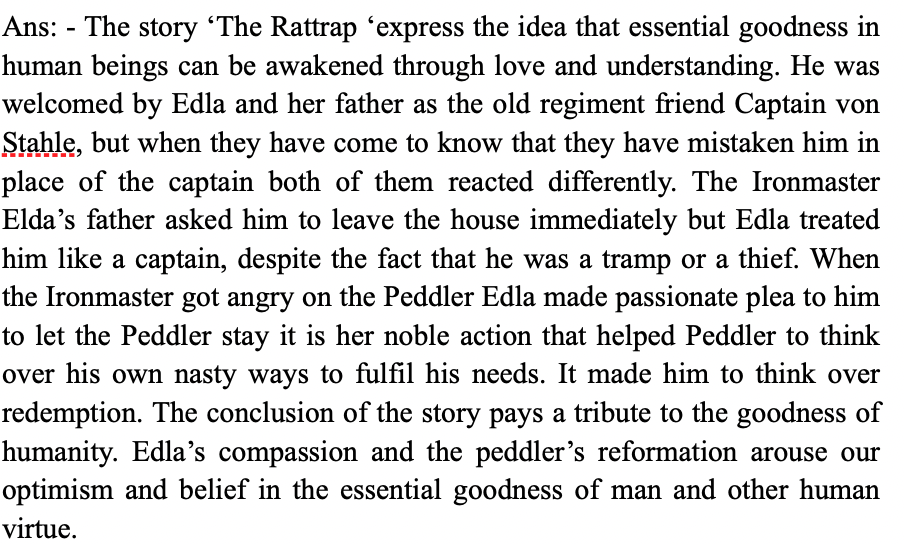 Ans: - The story ‘The Rattrap ‘express the idea that essential goodness in
human beings can be awakened through love and understanding. He was
welcomed by Edla and her father as the old regiment friend Captain von
Stahle, but when they have come to know that they have mistaken him in
place of the captain both of them reacted differently. The Ironmaster
Elda’s father asked him to leave the house immediately but Edla treated
him like a captain, despite the fact that he was a tramp or a thief. When
the Ironmaster got angry on the Peddler Edla made passionate plea to him
to let the Peddler stay it is her noble action that helped Peddler to think
over his own nasty ways to fulfil his needs. It made him to think over
redemption. The conclusion of the story pays a tribute to the goodness of
humanity. Edla’s compassion and the peddler’s reformation arouse our
optimism and belief in the essential goodness of man and other human
virtue.